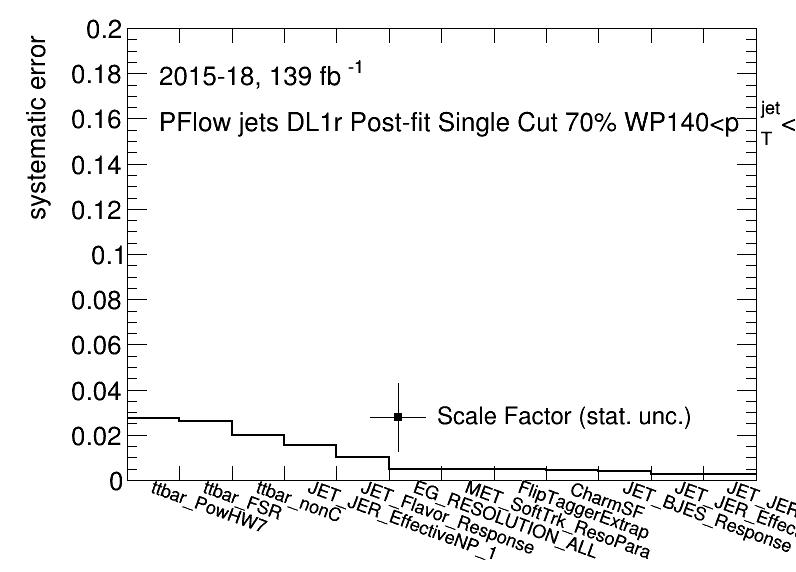 systematic error
0.2
0.18
0.16
0.14
0.12
0.1
0.08
0.06
0.04
0.02
0
2015-18, 139 fb -1
PFlow jets DL1r Post-fit Single Cut 70% WP140<p jet T <
Scale Factor (stat. unc.)
ttbar_PowHW7
ttbar_FSR
ttbar_nonC
JET_JER_EffectiveNP_1
JET_Flavor_Response
EG_RESOLUTION_ALL
MET_SoftTrk_ResoPara
FlipTaggerExtrap
CharmSF
JET_BJES_Response
JET_JER_Effec
JET_JER